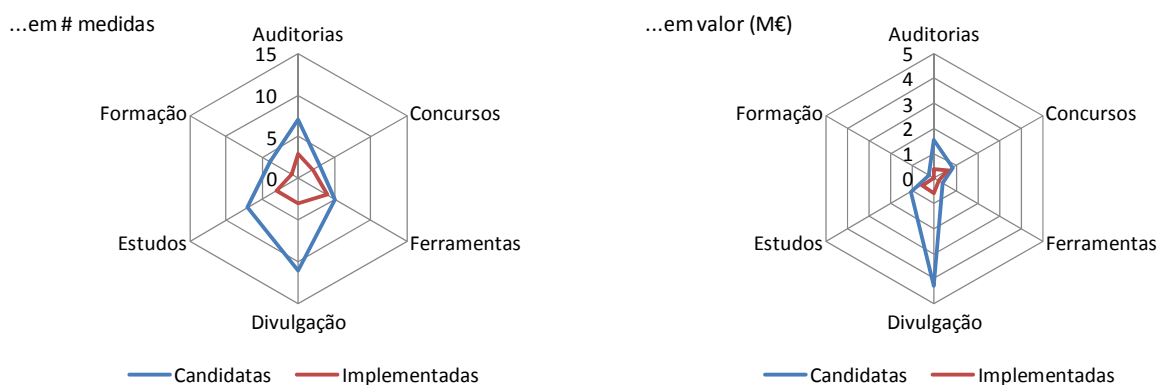 ...em # medidas
Auditorias
15
10
5
0
Concursos
Ferramentas
Divulgação
Estudos
Formação
Candidatas
Implementadas
...em valor (M€)
Auditorias
5
4
3
2
1
0
Concursos
Ferramentas
Divulgação
Estudos
Formação
Candidatas
Implementadas